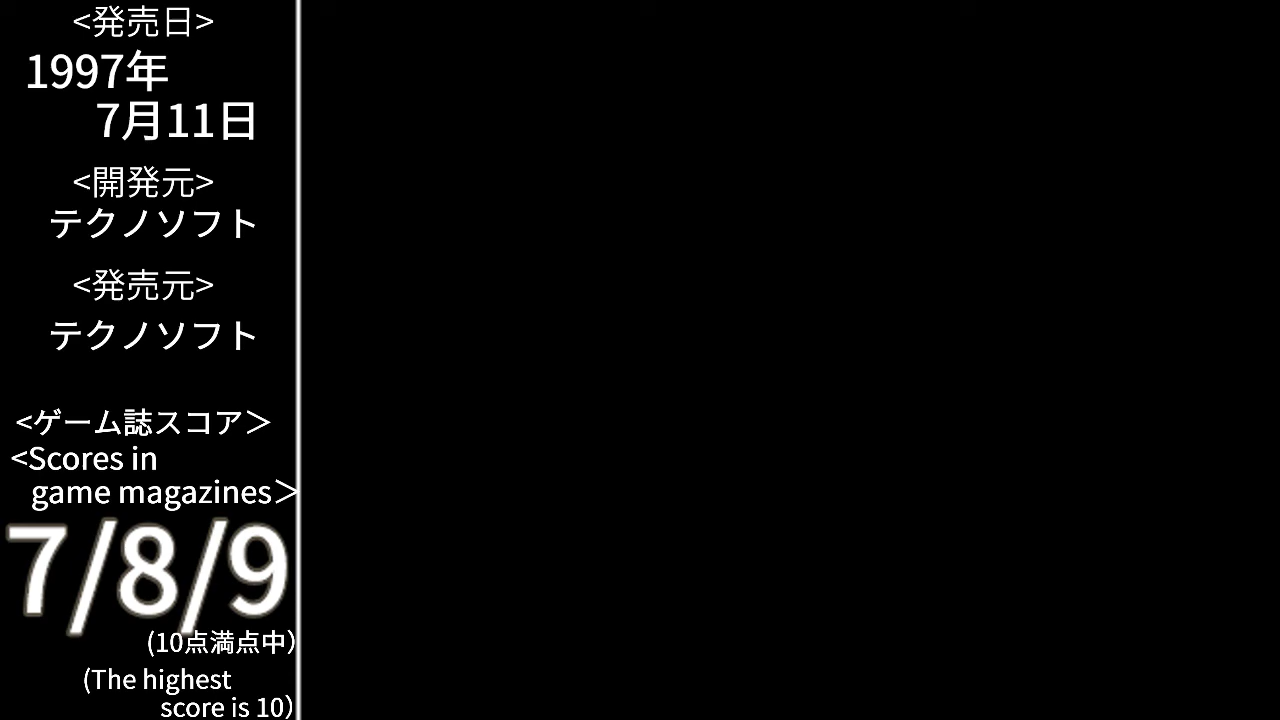 <発売日>
1997年
7月11日
<開発元>
テクノソフト
<発売元>
テクノソフト
<ゲーム誌スコア＞
<Scores in
game magazines＞
7/8/9
(10点満点中)
(The highest
score is 10)